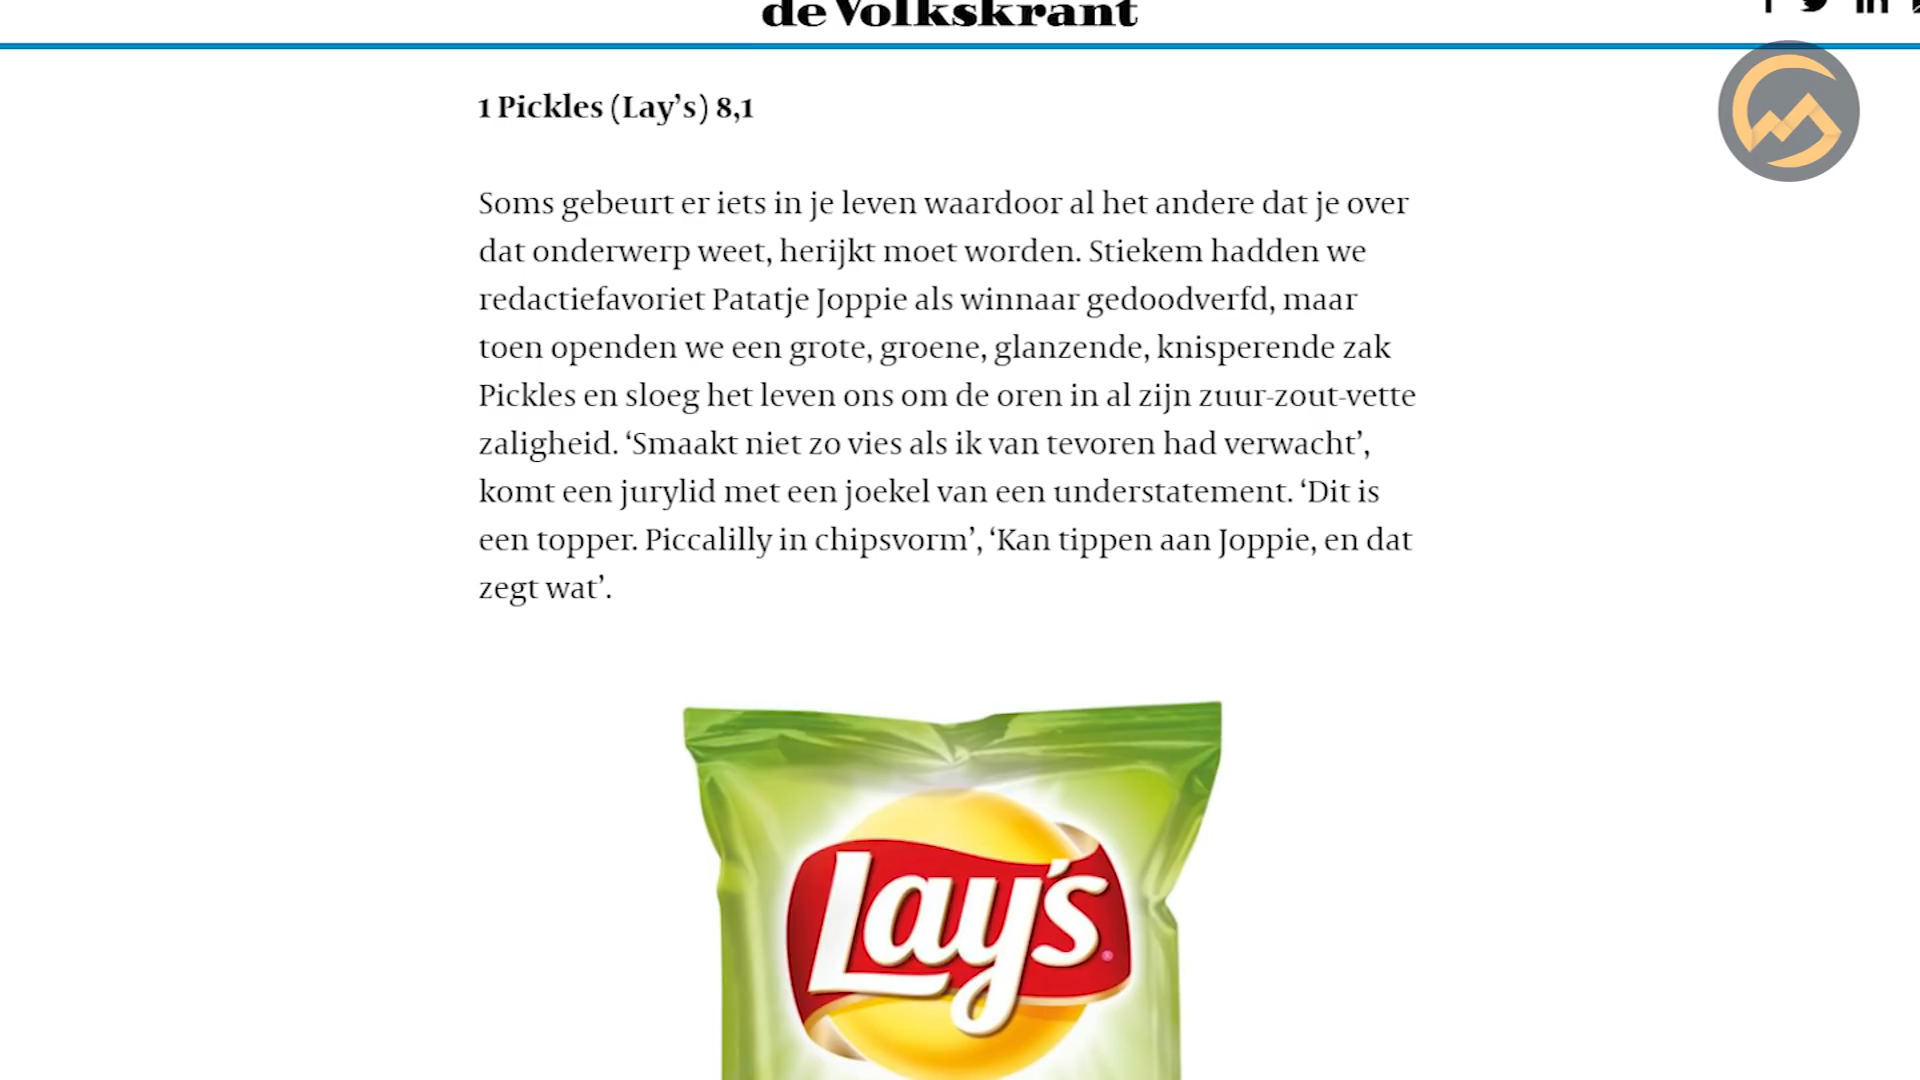 de Volkskrant
1 Pickles (Lay’s) 8,1
Soms gebeurt er iets in je leven waardoor al het andere dat je over
dat onderwerp weet, herijkt moet worden. Stiekem hadden we
redactiefavoriet Patatje Joppie als winnaar gedoodverfd, maar
toen openden we een grote, groene, glanzende, knisperende zak
Pickles en sloeg het leven ons om de oren in al zijn zuur-zout-vette
zaligheid. ‘Smaakt niet zo vies als ik van tevoren had verwacht’,
komt een jurylid met een joekel van een understatement. ‘Dit is
een topper. Piccalilly in chipsvorm’, ‘Kan tippen aan Joppie, en dat
zegt wat’.
Lay's